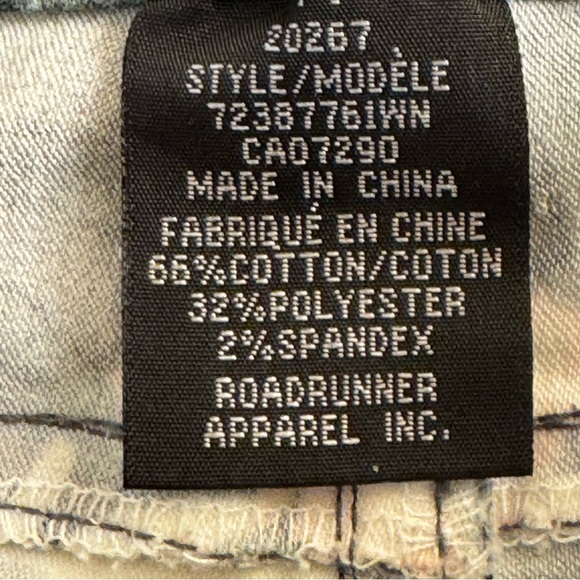 20267
STYLE/MODÈLE
72387761WN
CA07290
MADE IN CHINA
FABRIQUÉ EN CHINE
66%COTTON/COTON
32%POLYESTER
2%SPANDEX
ROADRUNNER
APPAREL INC.